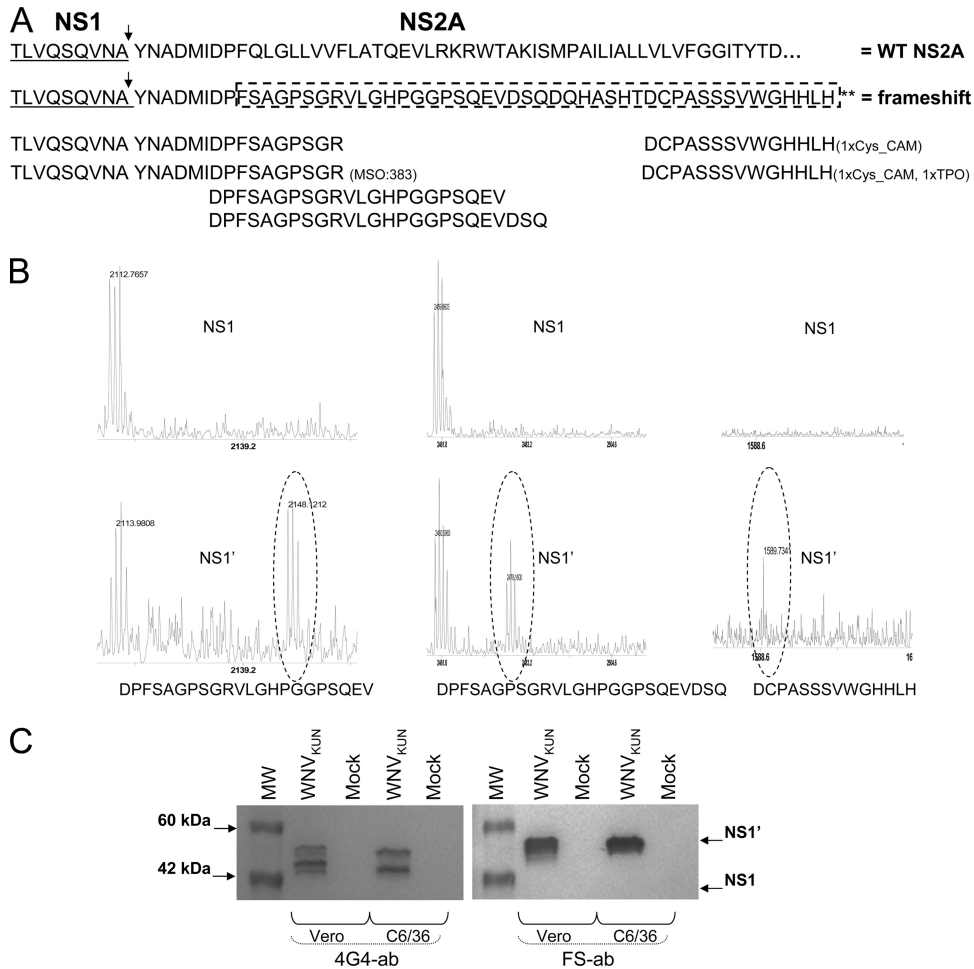 A
NS1 NS2A
TLVQSQVNA YNADMIDPFQLGLLVVFLATQEVLRKRWTAKISMPAILIALLVLVFGGITYTD... = WT NS2A
TLVQSQVNA YNADMIDPFSAGPSGRVLGHPGGPSQEVDSQDQHASHTDCPASSSVWGHHLH ** = frameshift
TLVQSQVNA YNADMIDPFSAGPSGR DCPASSSVWGHHLH(1xCys_CAM)
TLVQSQVNA YNADMIDPFSAGPSGR (MSO:383) DCPASSSVWGHHLH(1xCys_CAM, 1xTPO)
DPFSAGPSGRVLGHPGGPSQEV
DPFSAGPSGRVLGHPGGPSQEVDSQ
B
2112.7657
NS1 NS1 NS1
2139.2 1588.6
2113.9808 2148.1212 1589.7341
NS1' NS1' NS1'
2139.2 1588.6 16
DPFSAGPSGRVLGHPGGPSQEV DPFSAGPSGRVLGHPGGPSQEVDSQ DCPASSSVWGHHLH
C
MW WNVKUN Mock WNVKUN Mock MW WNVKUN Mock WNVKUN Mock
60 kDa NS1'
42 kDa NS1
Vero C6/36 Vero C6/36
4G4-ab FS-ab